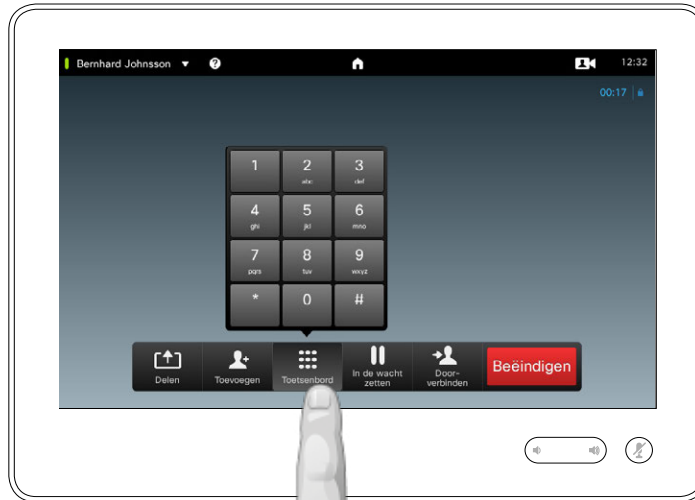 Bernhard Johnsson ? 12:32
00:17
1 2 3
abc def
4 5 6
ghi jkl mno
7 8 9
pqrs tuv wxyz
* 0 #
Delen Toevoegen Toetsenbord In de wacht zetten Door-verbinden Beëindigen